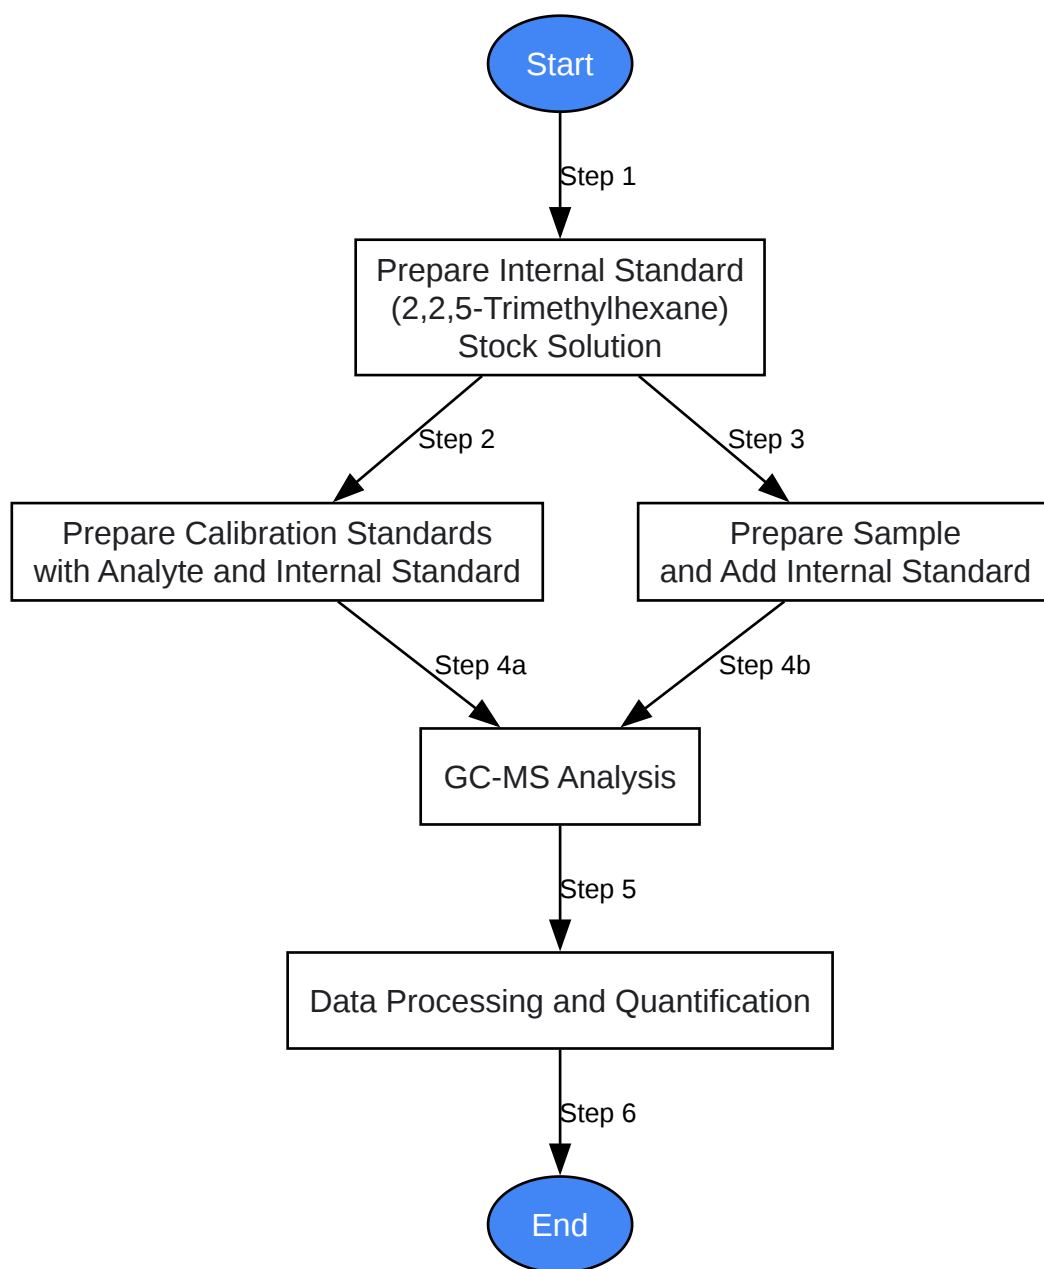 Start
Step 1
Prepare Internal Standard
(2,2,5-Trimethylhexane)
Stock Solution
Step 2
Step 3
Prepare Calibration Standards
with Analyte and Internal Standard
Prepare Sample
and Add Internal Standard
Step 4a
Step 4b
GC-MS Analysis
Step 5
Data Processing and Quantification
Step 6
End